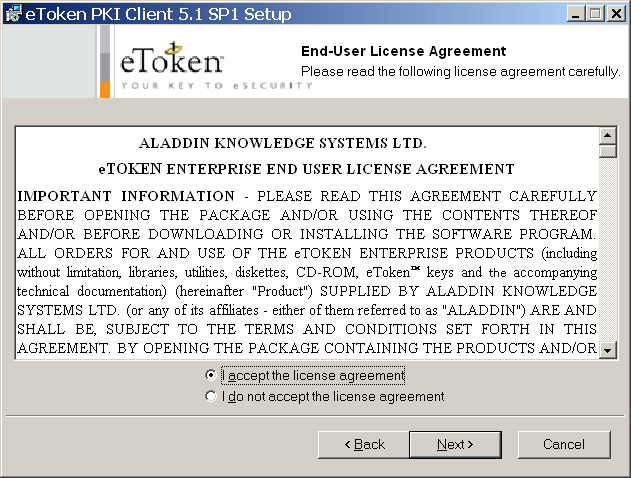 eToken PKI Client 5.1 SP1 Setup
eToken
YOUR KEY TO eSECURITY
End-User License Agreement
Please read the following license agreement carefully.
ALADDIN KNOWLEDGE SYSTEMS LTD.
eTOKEN ENTERPRISE END USER LICENSE AGREEMENT
IMPORTANT INFORMATION - PLEASE READ THIS AGREEMENT CAREFULLY
BEFORE OPENING THE PACKAGE AND/OR USING THE CONTENTS THEREOF
AND/OR BEFORE DOWNLOADING OR INSTALLING THE SOFTWARE PROGRAM.
ALL ORDERS FOR AND USE OF THE eTOKEN ENTERPRISE PRODUCTS (including
without limitation, libraries, utilities, diskettes, CD-ROM, eToken™ keys and the accompanying
technical documentation) (hereinafter "Product") SUPPLIED BY ALADDIN KNOWLEDGE
SYSTEMS LTD. (or any of its affiliates - either of them referred to as "ALADDIN") ARE AND
SHALL BE, SUBJECT TO THE TERMS AND CONDITIONS SET FORTH IN THIS
AGREEMENT. BY OPENING THE PACKAGE CONTAINING THE PRODUCTS AND/OR
I accept the license agreement
I do not accept the license agreement
< Back
Next >
Cancel